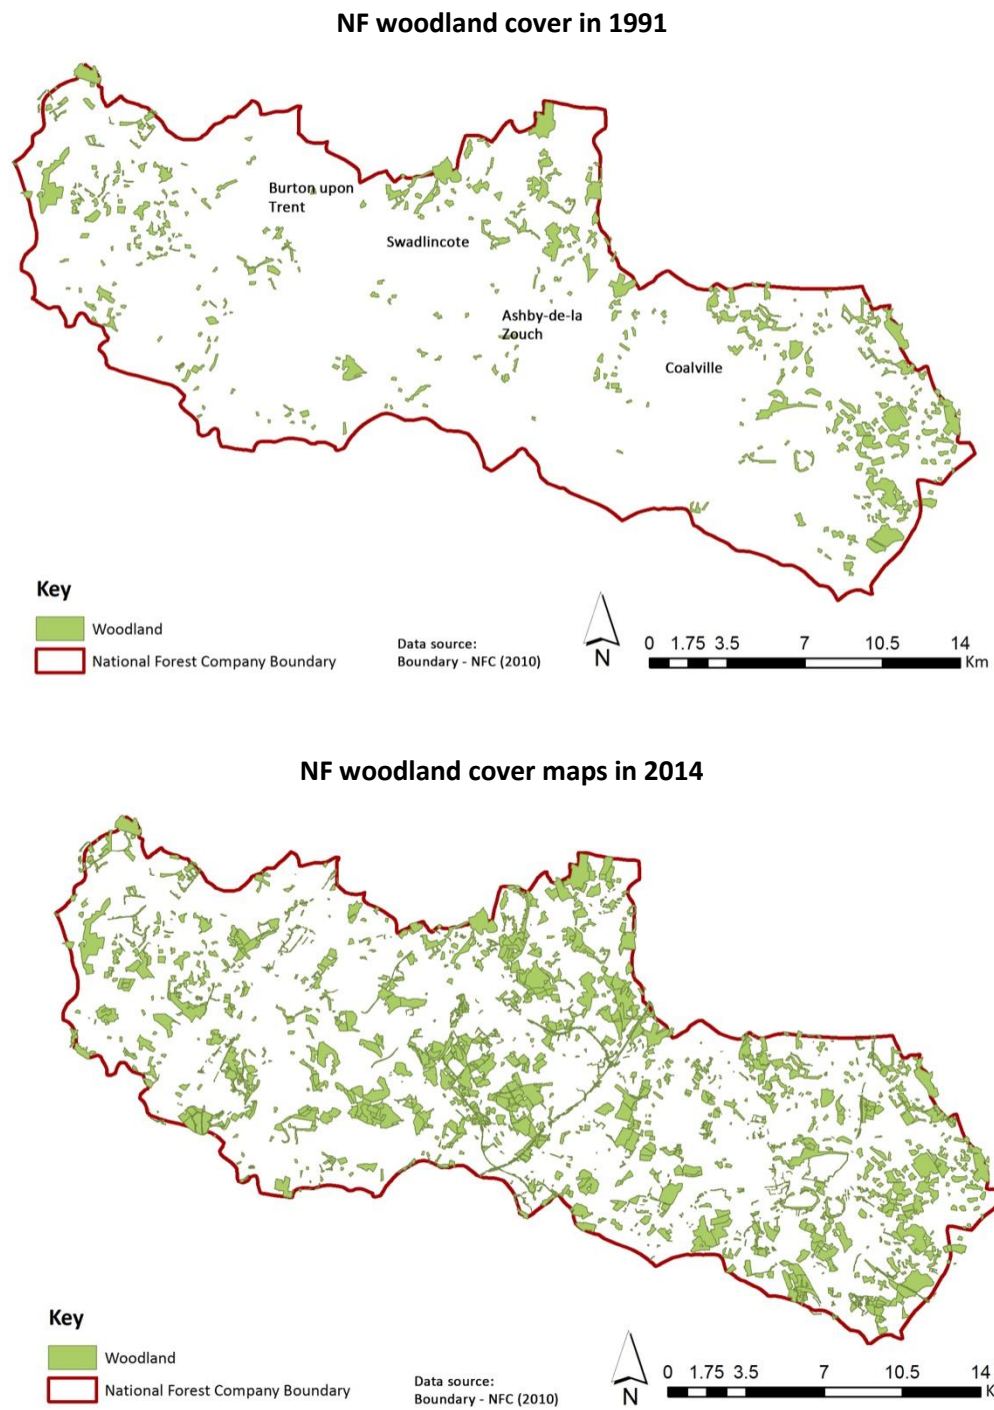 NF woodland cover in 1991
Burton upon
Trent
Swadlincote
Ashby-de-la
Zouch
Coalville
Key
Woodland
National Forest Company Boundary
Data source:
Boundary - NFC (2010)
N
0 1.75 3.5 7 10.5 14
Km
NF woodland cover maps in 2014
Key
Woodland
National Forest Company Boundary
Data source:
Boundary - NFC (2010)
N
0 1.75 3.5 7 10.5 14
K